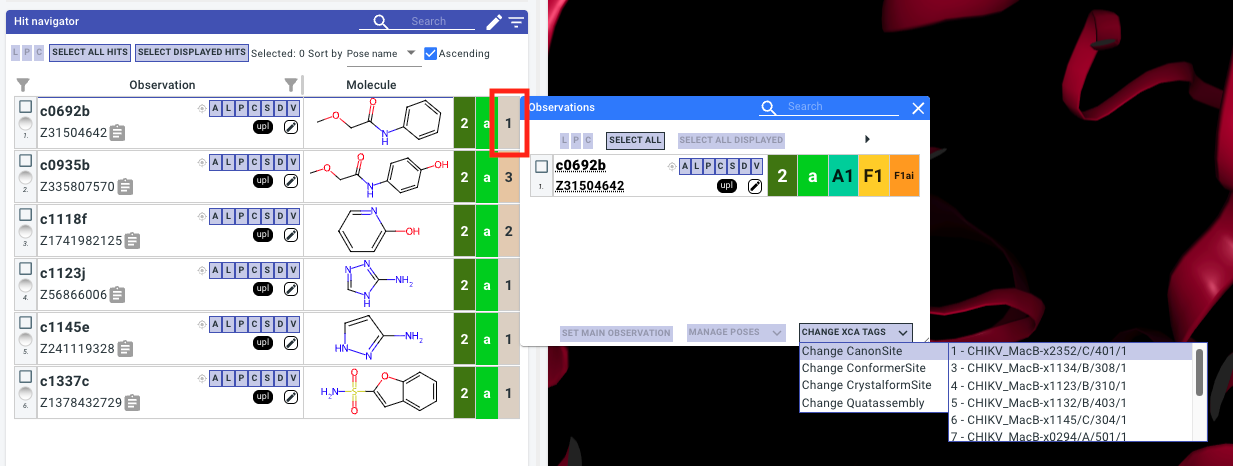 Hit navigator
Search
L P C SELECT ALL HITS SELECT DISPLAYED HITS Selected: 0 Sort by Pose name Ascending
Observation Molecule
c0692b A L P C S D V
Z31504642 upl
1.
O O N H
2 a 1
c0935b A L P C S D V
Z335807570 upl
2.
O O N H OH
2 a 3
c1118f A L P C S D V
Z1741982125 upl
3.
N OH
2 a 2
c1123j A L P C S D V
Z56866006 upl
4.
N N N H NH2
2 a 1
c1145e A L P C S D V
Z241119328 upl
5.
HN N NH2
2 a 1
c1337c A L P C S D V
Z1378432729 upl
6.
H2N S O O O
2 a 1
Observations
Search
L P C SELECT ALL SELECT ALL DISPLAYED
c0692b A L P C S D V
Z31504642 upl
1.
2 a A1 F1 F1ai
SET MAIN OBSERVATION MANAGE POSES CHANGE XCA TAGS
Change CanonSite
Change ConformerSite
Change CrystalformSite
Change Quatassembly
1 - CHIKV_MacB-x2352/C/401/1
3 - CHIKV_MacB-x1134/B/308/1
4 - CHIKV_MacB-x1123/B/310/1
5 - CHIKV_MacB-x1132/B/403/1
6 - CHIKV_MacB-x1145/C/304/1
7 - CHIKV_MacB-x0294/A/501/1